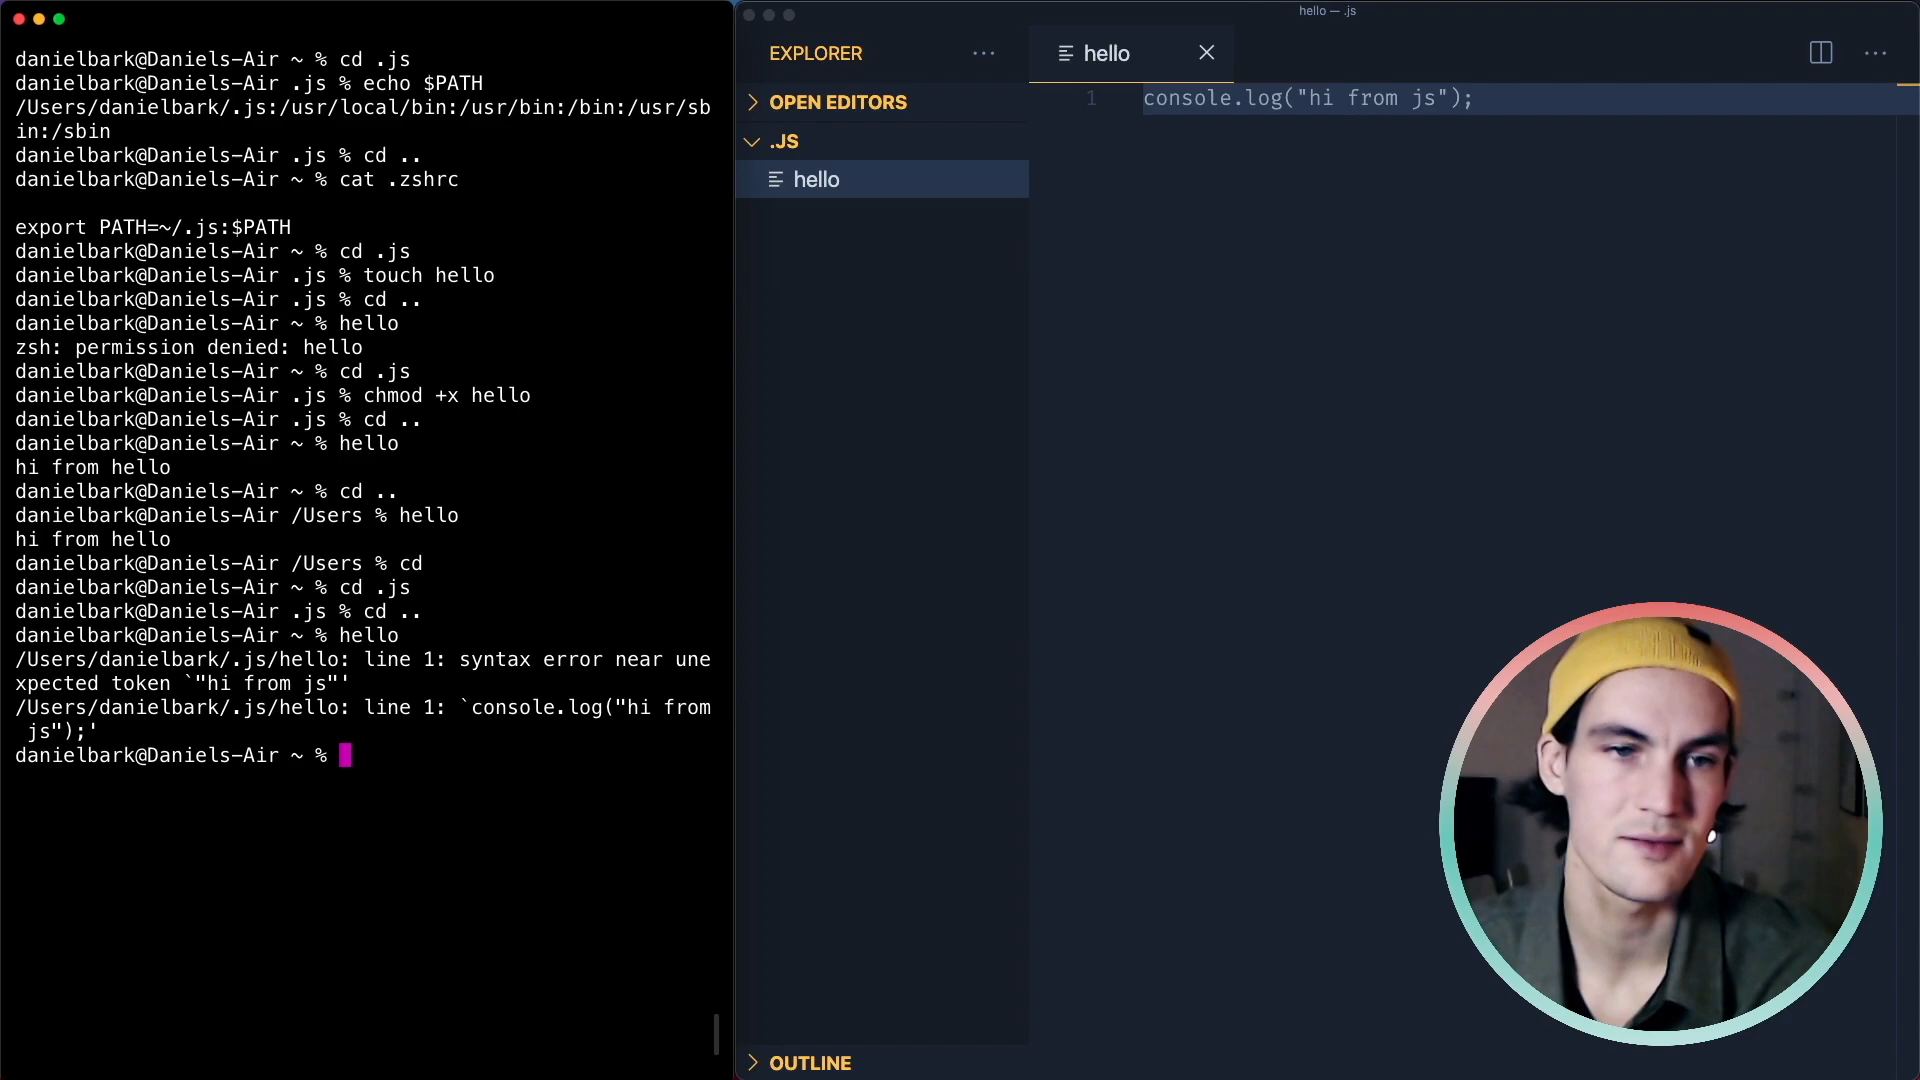 danielbark@Daniels-Air ~ % cd .js
danielbark@Daniels-Air .js % echo $PATH
/Users/danielbark/.js:/usr/local/bin:/usr/bin:/bin:/usr/sb
in:/sbin
danielbark@Daniels-Air .js % cd ..
danielbark@Daniels-Air ~ % cat .zshrc
export PATH=~/.js:$PATH
danielbark@Daniels-Air ~ % cd .js
danielbark@Daniels-Air .js % touch hello
danielbark@Daniels-Air .js % cd ..
danielbark@Daniels-Air ~ % hello
zsh: permission denied: hello
danielbark@Daniels-Air ~ % cd .js
danielbark@Daniels-Air .js % chmod +x hello
danielbark@Daniels-Air .js % cd ..
danielbark@Daniels-Air ~ % hello
hi from hello
danielbark@Daniels-Air ~ % cd ..
danielbark@Daniels-Air /Users % hello
hi from hello
danielbark@Daniels-Air /Users % cd
danielbark@Daniels-Air ~ % cd .js
danielbark@Daniels-Air .js % cd ..
danielbark@Daniels-Air ~ % hello
/Users/danielbark/.js/hello: line 1: syntax error near une
xpected token `"hi from js"'
/Users/danielbark/.js/hello: line 1: `console.log("hi from
 js");'
danielbark@Daniels-Air ~ %
hello — .js
EXPLORER
OPEN EDITORS
.JS
hello
OUTLINE
hello
1 console.log("hi from js");